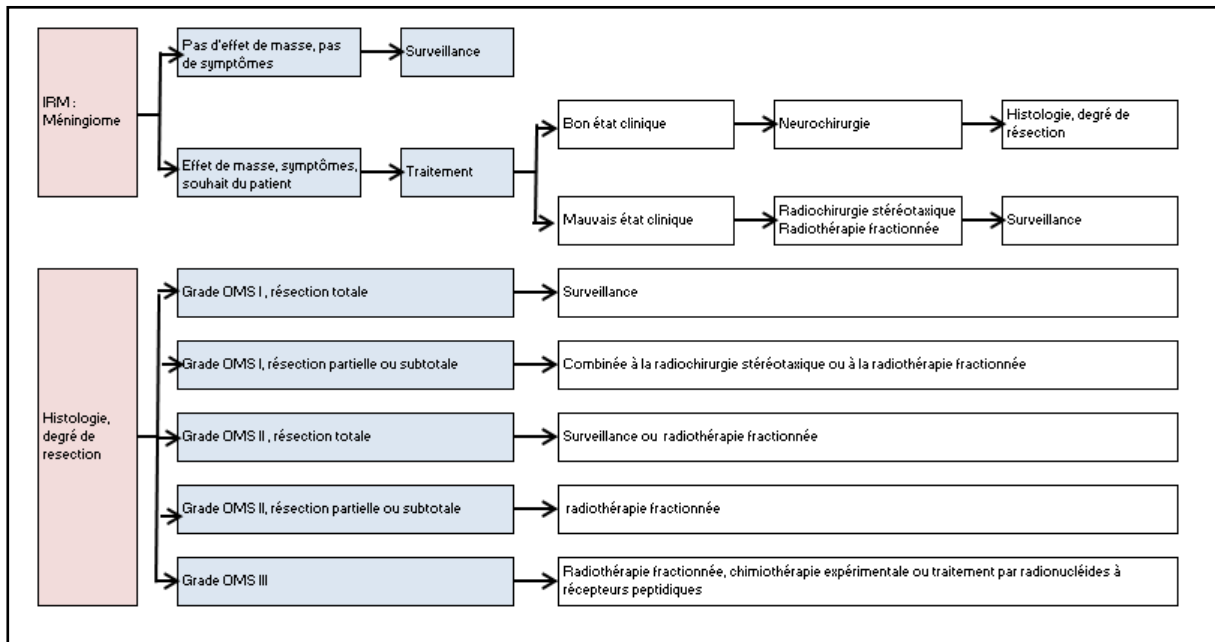 Pas d'effet de masse, pas
de symptômes
Surveillance
IRM :
Méningiome
Bon état clinique
Neurochirurgie
Histologie, degré de
résection
Effet de masse, symptômes,
souhait du patient
Traitement
Mauvais état clinique
Radiochirurgie stéréotaxique
Radiothérapie fractionnée
Surveillance
Histologie,
degré de
resection
Grade OMS I , résection totale
Surveillance
Grade OMS I, résection partielle ou subtotale
Combinée à la radiochirurgie stéréotaxique ou à la radiothérapie fractionnée
Grade OMS II , résection totale
Surveillance ou radiothérapie fractionnée
Grade OMS II, résection partielle ou subtotale
radiothérapie fractionnée
Grade OMS III
Radiothérapie fractionnée, chimiothérapie expérimentale ou traitement par radionucléides à
récepteurs peptidiques